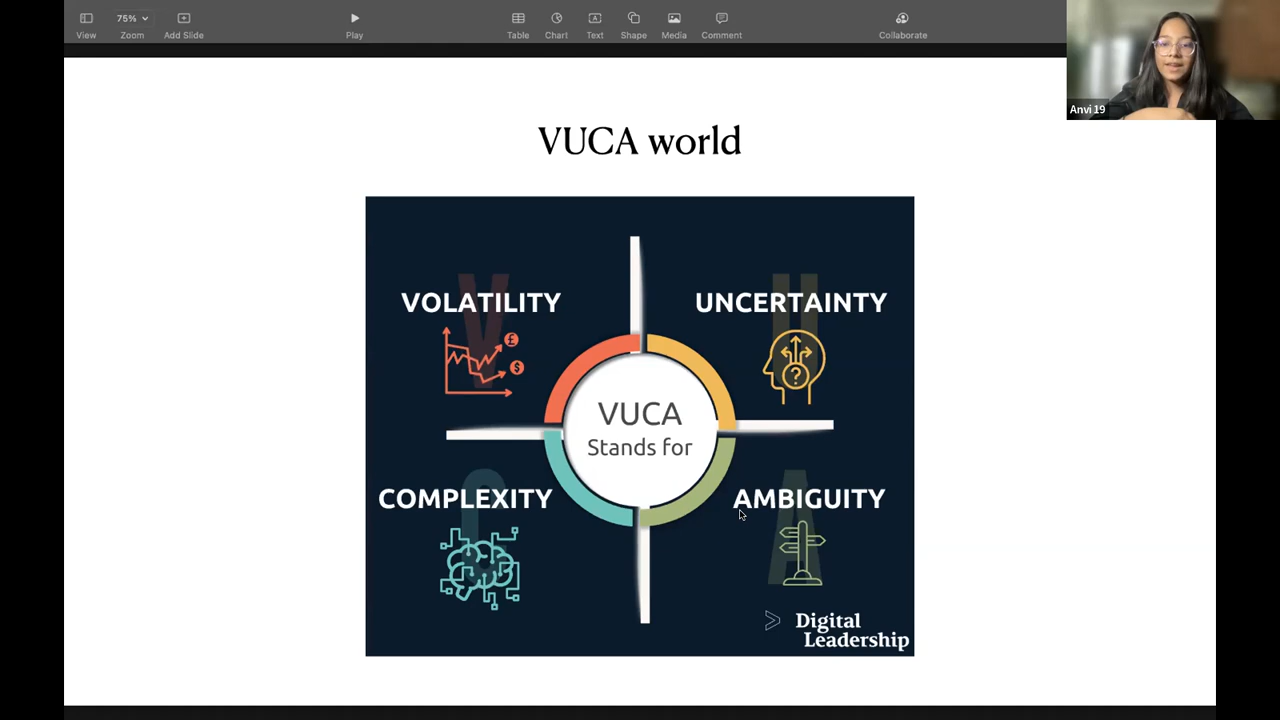 View
75%
Zoom
Add Slide
Play
Table
Chart
Text
Shape
Media
Comment
Collaborate
Anvi 19
VUCA world
V
VOLATILITY
£
$
U
UNCERTAINTY
?
VUCA
Stands for
C
COMPLEXITY
A
AMBIGUITY
Digital
Leadership